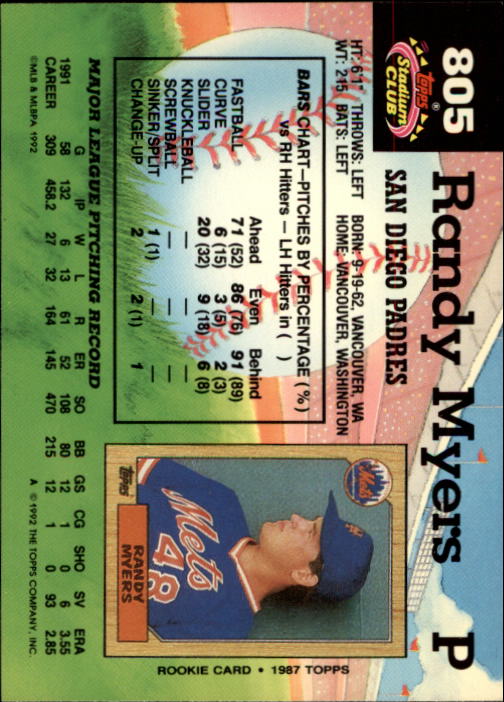 805
Topps
Stadium
CLUB
Randy Myers P
SAN DIEGO PADRES
HT: 6'1" THROWS: LEFT BORN: 9-19-62, VANCOUVER, WA
WT: 215 BATS: LEFT HOME: VANCOUVER, WASHINGTON
BARS CHART—PITCHES BY PERCENTAGE (%)
vs RH Hitters — LH Hitters in ( )
Ahead Even Behind
FASTBALL 71 (52) 86 (76) 91 (89)
CURVE 6 (15) 3 (5) 2 (3)
SLIDER 20 (32) 9 (18) 6 (8)
KNUCKLEBALL — — —
SCREWBALL — — —
SINKER/SPLIT 1 (1) — —
CHANGE-UP 2 2 (1) 1
Mets
Mets
48
Topps
RANDY
MYERS
ROOKIE CARD • 1987 TOPPS
MAJOR LEAGUE PITCHING RECORD
G IP W L R ER SO BB GS CG SHO SV ERA
1991 58 132 6 13 61 52 108 80 12 1 0 6 3.55
CAREER 309 458.2 27 32 164 145 470 215 12 1 0 93 2.85
©MLB & MLBPA 1992
A ©1992 THE TOPPS COMPANY, INC.